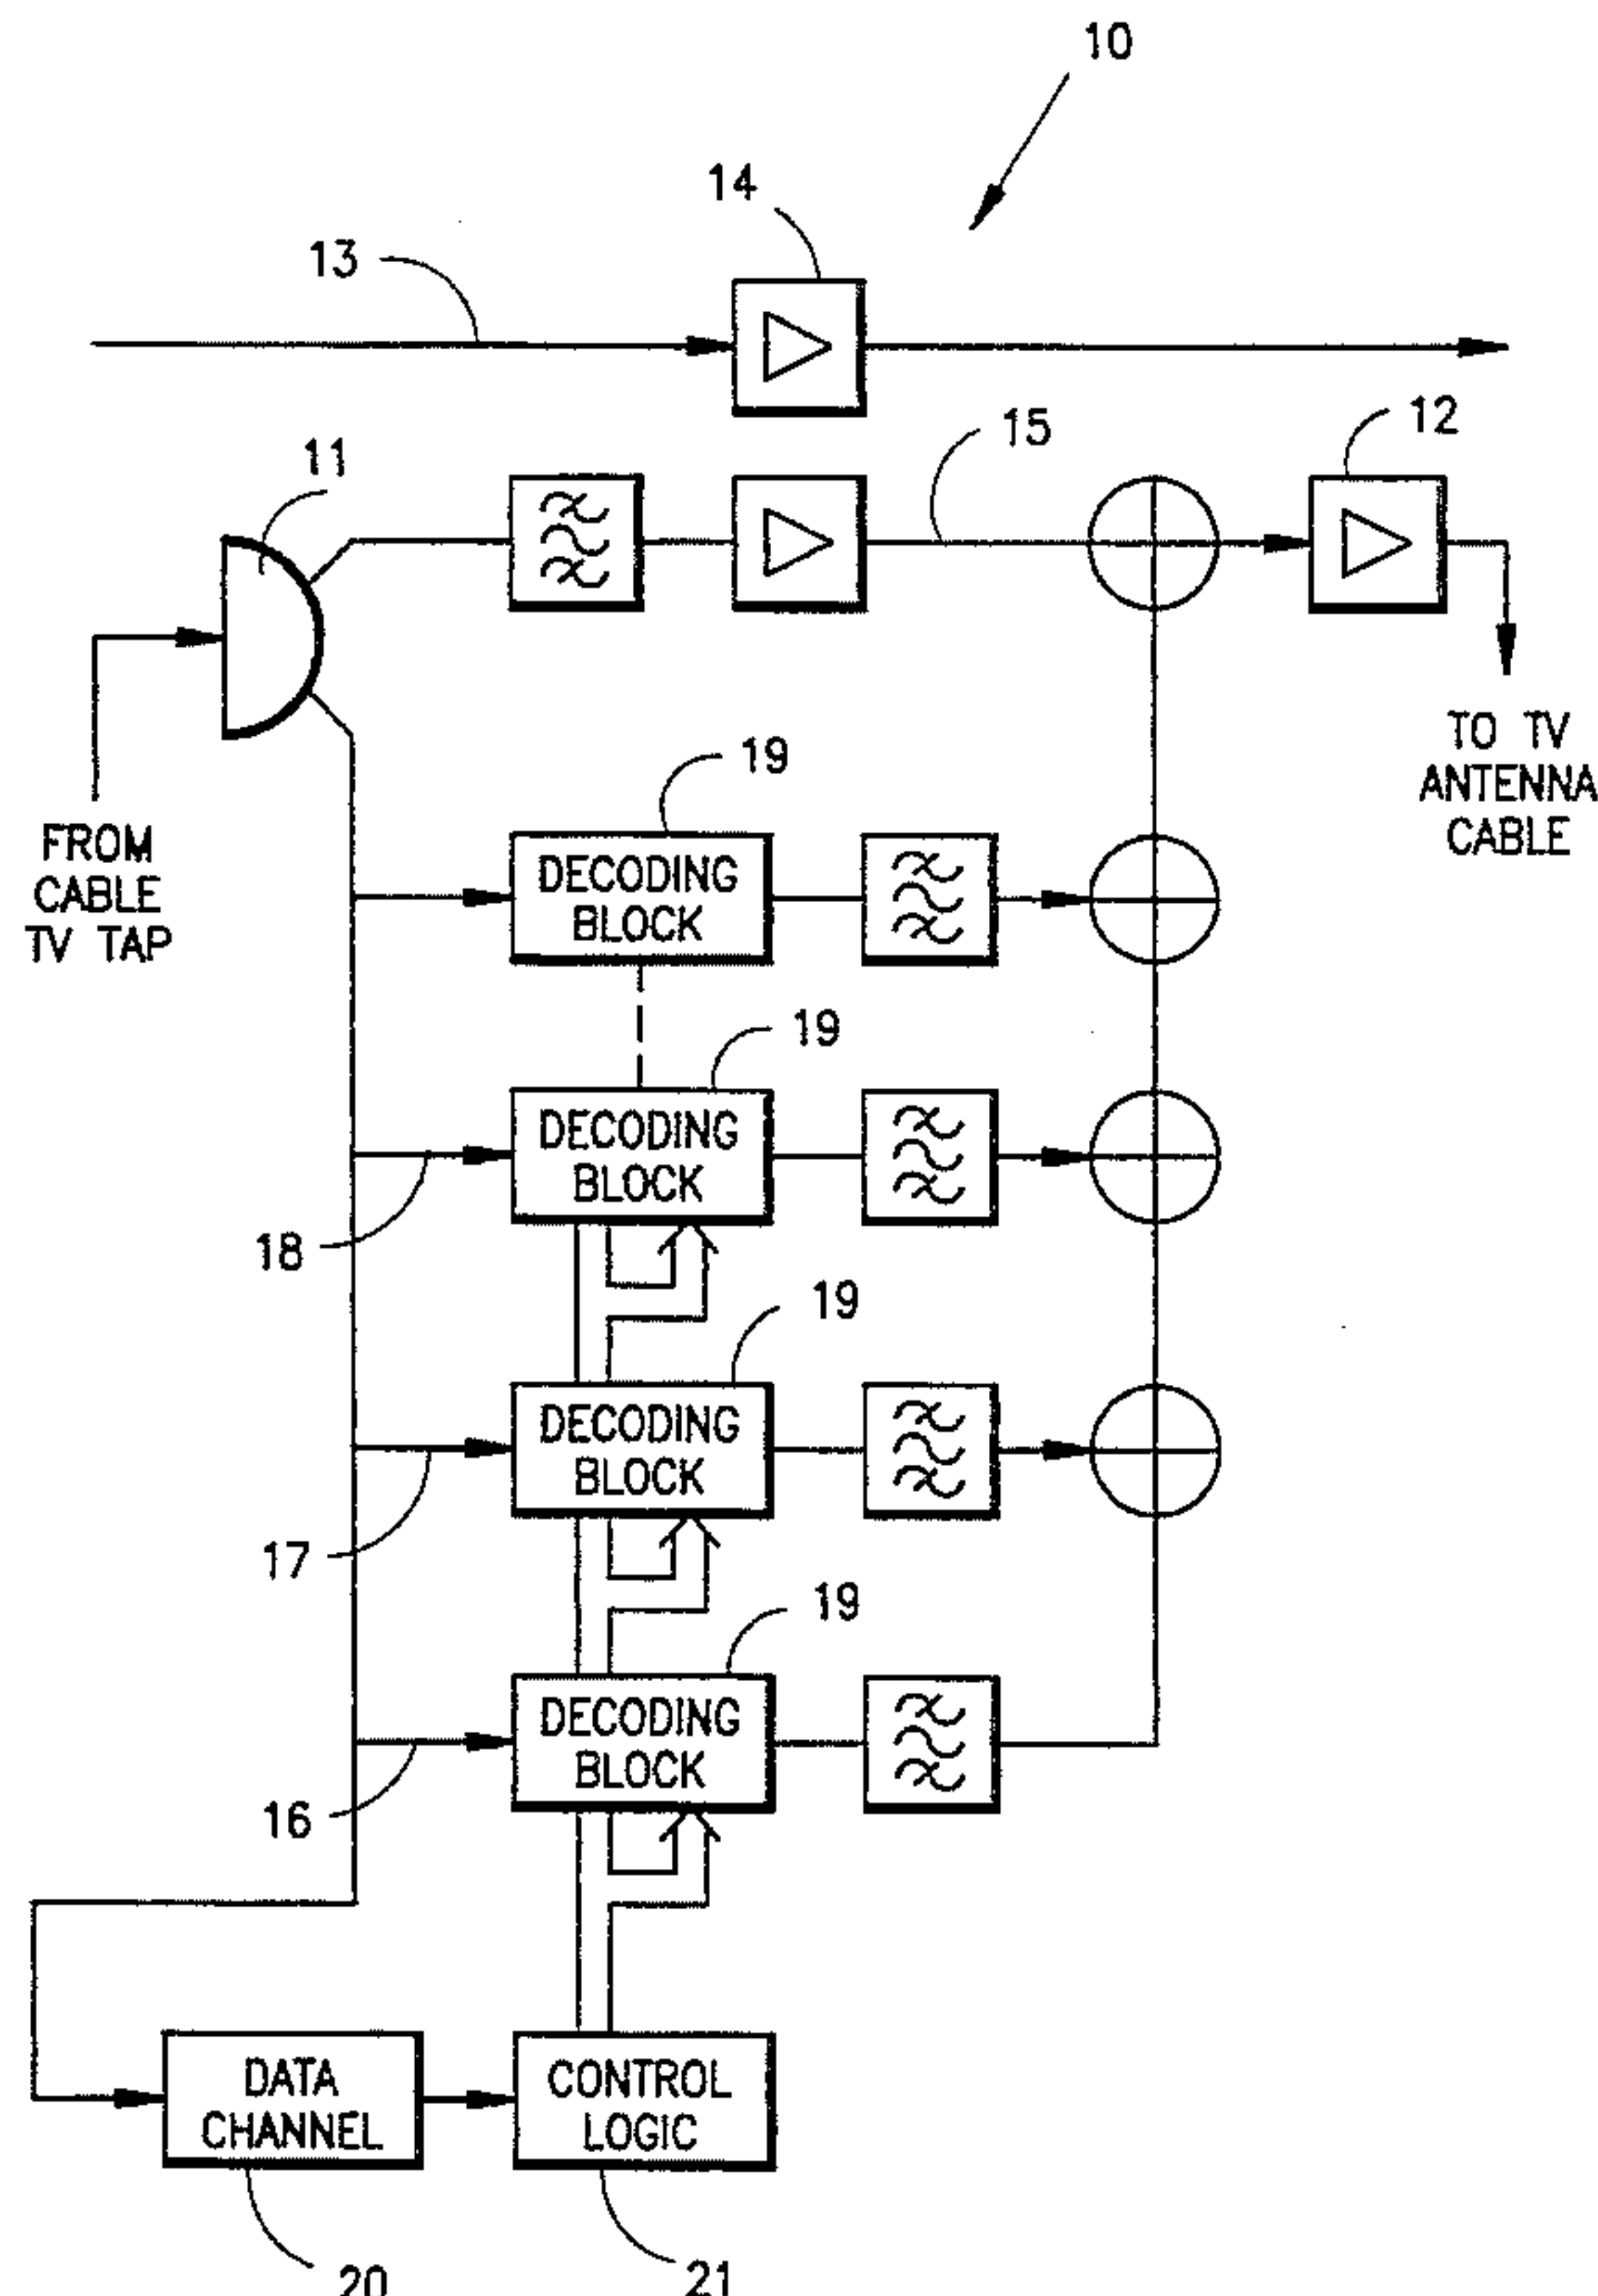 10
14
13
15
12
11
TO TV
ANTENNA
CABLE
19
FROM
CABLE
TV TAP
DECODING
BLOCK
19
DECODING
BLOCK
18
19
DECODING
BLOCK
17
19
DECODING
BLOCK
16
DATA
CHANNEL
CONTROL
LOGIC
20
21